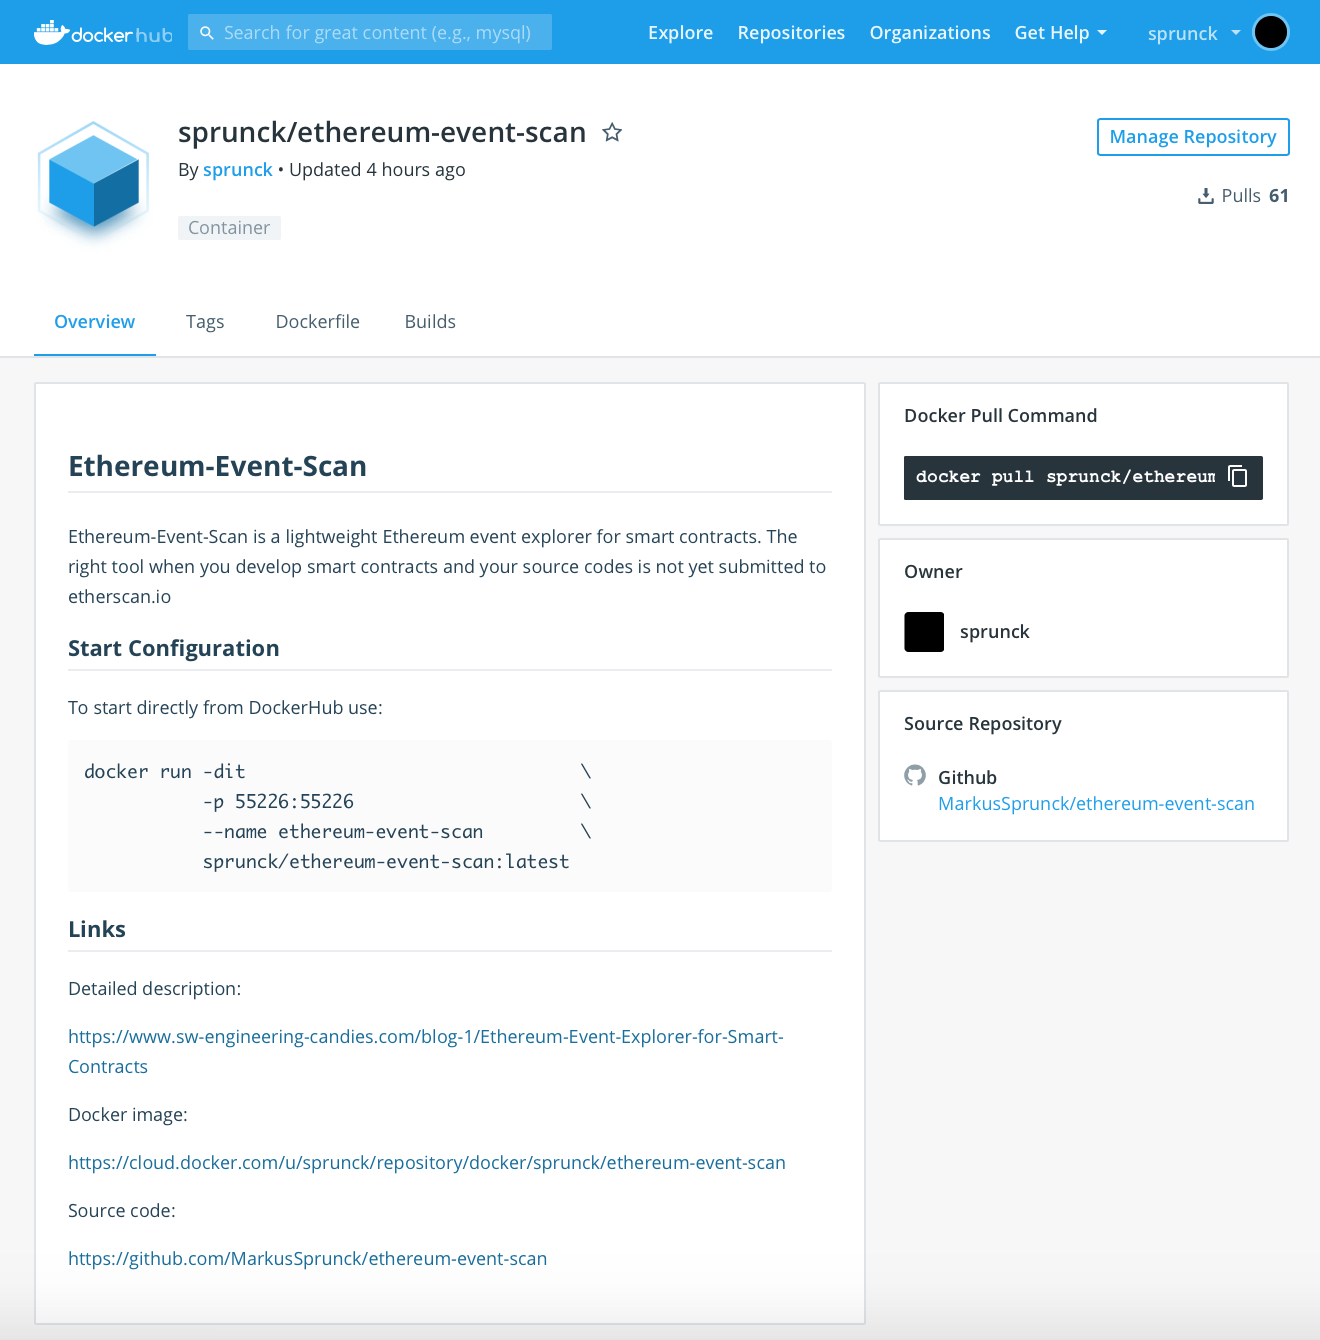 dockerhub
Search for great content (e.g., mysql)
Explore
Repositories
Organizations
Get Help
sprunck
sprunck/ethereum-event-scan
By sprunck • Updated 4 hours ago
Container
Manage Repository
Pulls 61
Overview
Tags
Dockerfile
Builds
Ethereum-Event-Scan
Ethereum-Event-Scan is a lightweight Ethereum event explorer for smart contracts. The
right tool when you develop smart contracts and your source codes is not yet submitted to
etherscan.io
Start Configuration
To start directly from DockerHub use:
docker run -dit \
-p 55226:55226 \
--name ethereum-event-scan \
sprunck/ethereum-event-scan:latest
Links
Detailed description:
https://www.sw-engineering-candies.com/blog-1/Ethereum-Event-Explorer-for-Smart-
Contracts
Docker image:
https://cloud.docker.com/u/sprunck/repository/docker/sprunck/ethereum-event-scan
Source code:
https://github.com/MarkusSprunck/ethereum-event-scan
Docker Pull Command
docker pull sprunck/ethereum
Owner
sprunck
Source Repository
Github
MarkusSprunck/ethereum-event-scan